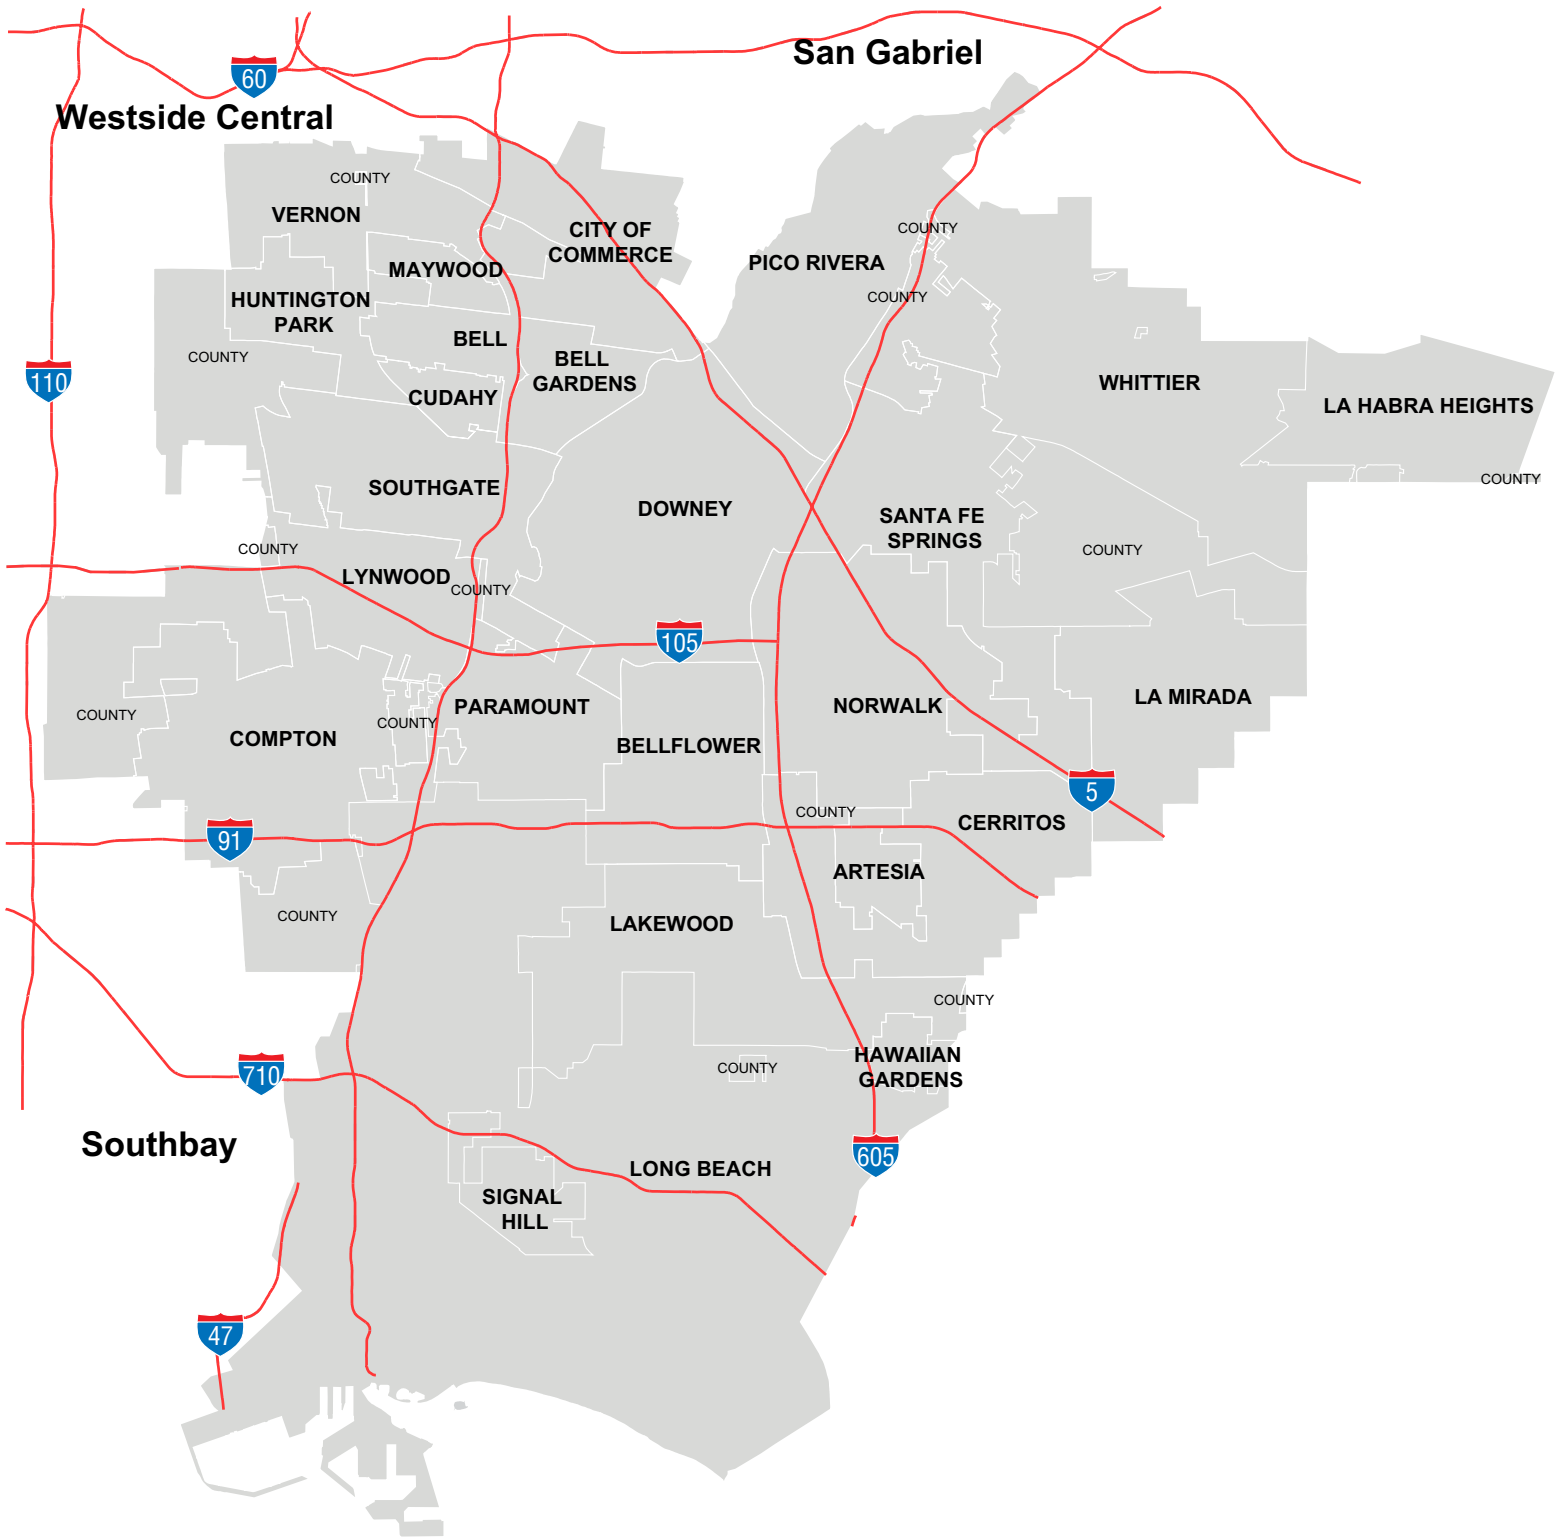 San Gabriel
60
Westside Central
COUNTY
VERNON
CITY OF
COMMERCE
COUNTY
PICO RIVERA
MAYWOOD
HUNTINGTON
PARK
COUNTY
BELL
COUNTY
BELL
GARDENS
110
CUDAHY
WHITTIER
LA HABRA HEIGHTS
COUNTY
SOUTHGATE
DOWNEY
SANTA FE
SPRINGS
COUNTY
COUNTY
LYNWOOD
COUNTY
105
COUNTY
COMPTON
COUNTY
PARAMOUNT
BELLFLOWER
NORWALK
LA MIRADA
5
91
COUNTY
CERRITOS
ARTESIA
COUNTY
LAKEWOOD
COUNTY
HAWAIIAN
GARDENS
COUNTY
710
Southbay
605
LONG BEACH
SIGNAL
HILL
47